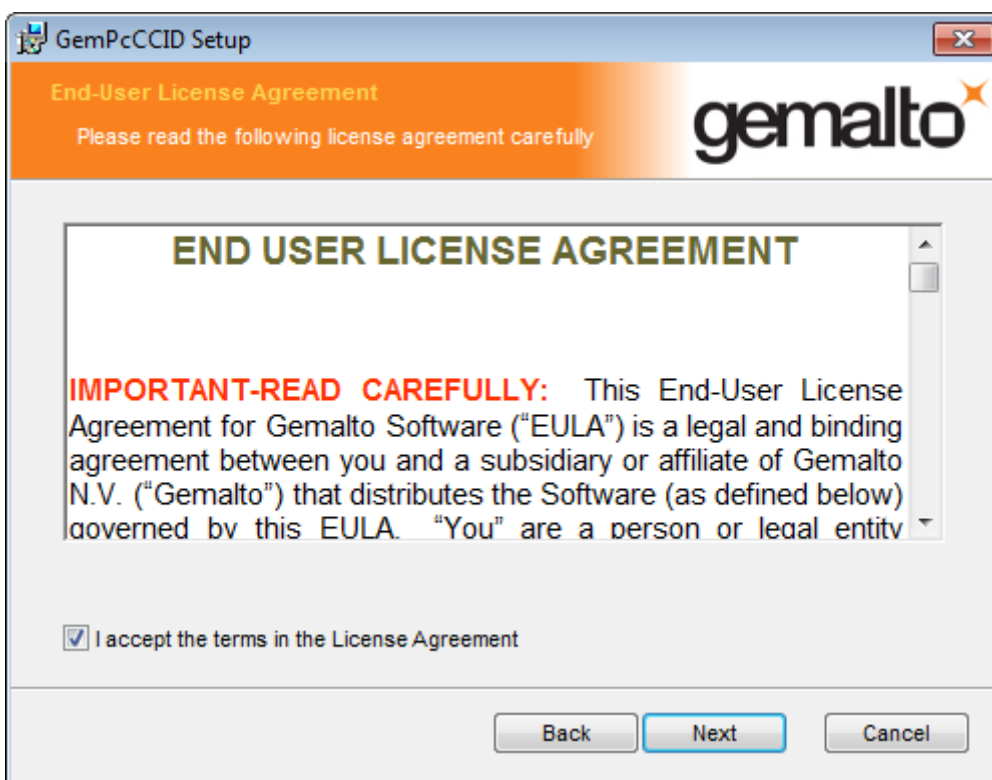 GemPcCCID Setup
End-User License Agreement
Please read the following license agreement carefully
gemalto
END USER LICENSE AGREEMENT
IMPORTANT-READ CAREFULLY: This End-User License
Agreement for Gemalto Software (“EULA”) is a legal and binding
agreement between you and a subsidiary or affiliate of Gemalto
N.V. (“Gemalto”) that distributes the Software (as defined below)
governed by this EULA. “You” are a person or legal entity
I accept the terms in the License Agreement
Back
Next
Cancel